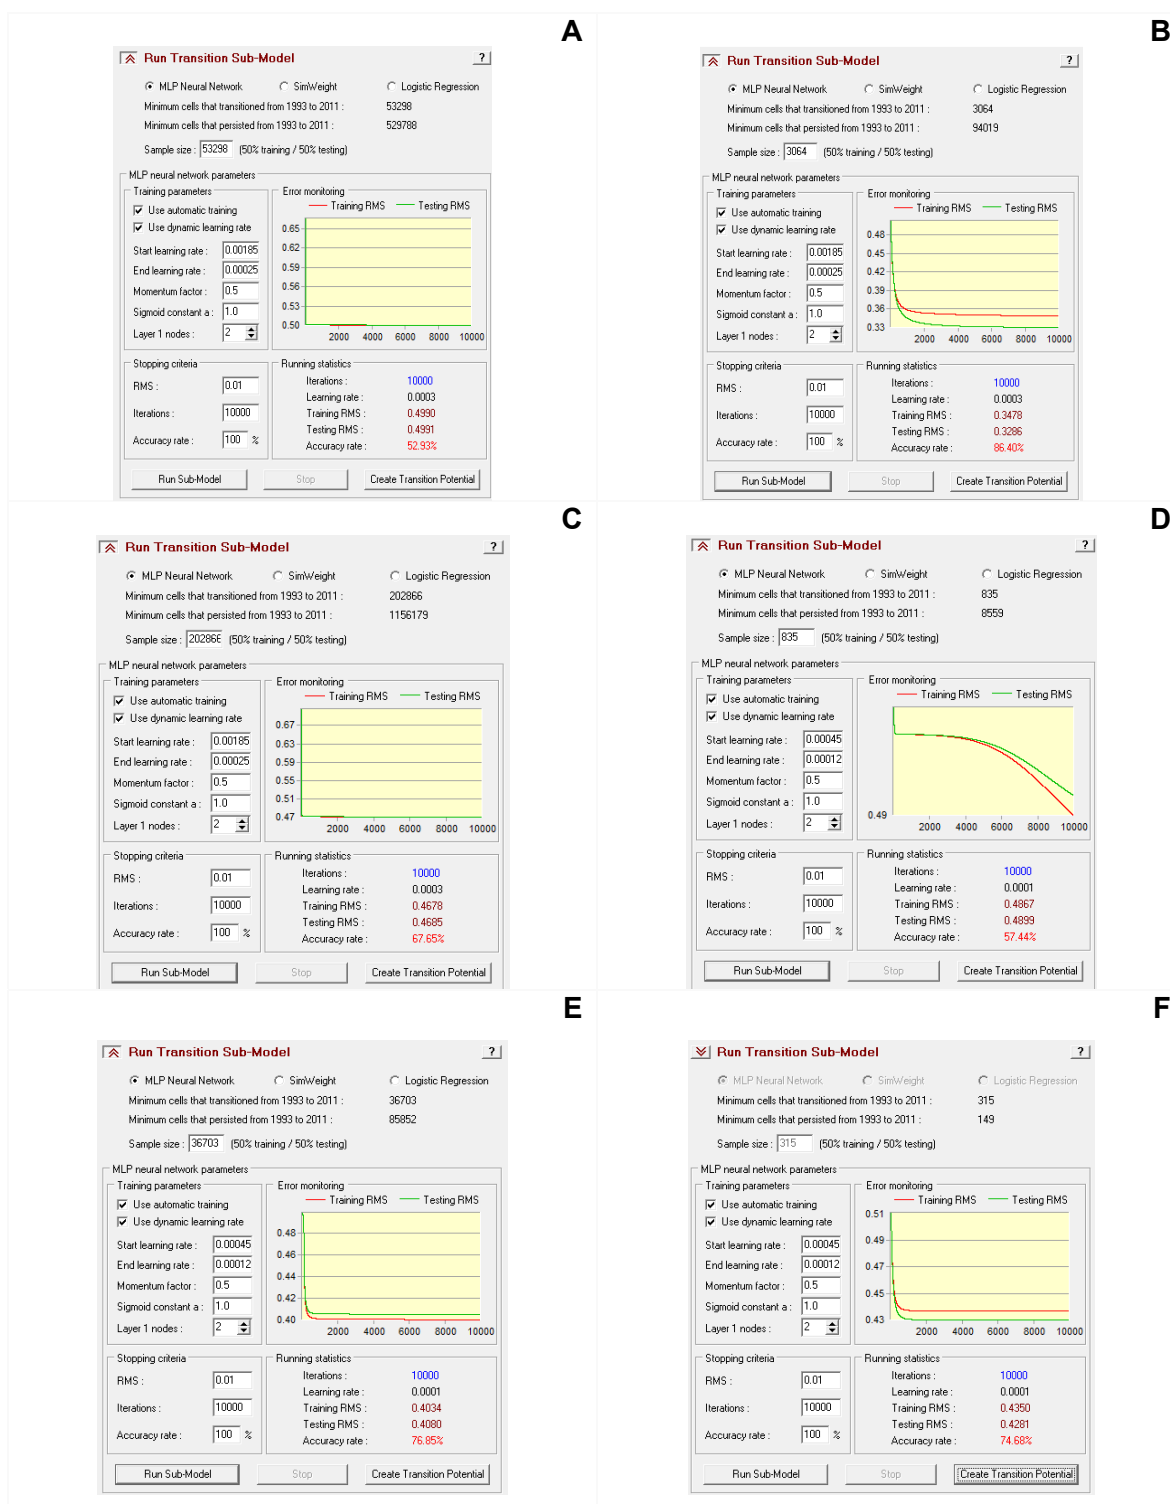 A
Run Transition Sub-Model ?
MLP Neural Network SimWeight Logistic Regression
Minimum cells that transitioned from 1993 to 2011 : 53298
Minimum cells that persisted from 1993 to 2011 : 529788
Sample size : 53298 (50% training / 50% testing)
MLP neural network parameters
Training parameters
Use automatic training
Use dynamic learning rate
Start learning rate : 0.00185
End learning rate : 0.00025
Momentum factor : 0.5
Sigmoid constant a : 1.0
Layer 1 nodes : 2
Error monitoring
Training RMS Testing RMS
0.65
0.62
0.59
0.56
0.53
0.50
2000 4000 6000 8000 10000
Stopping criteria
RMS : 0.01
Iterations : 10000
Accuracy rate : 100 %
Running statistics
Iterations : 10000
Learning rate : 0.0003
Training RMS : 0.4990
Testing RMS : 0.4991
Accuracy rate : 52.93%
Run Sub-Model Stop Create Transition Potential
B
Run Transition Sub-Model ?
MLP Neural Network SimWeight Logistic Regression
Minimum cells that transitioned from 1993 to 2011 : 3064
Minimum cells that persisted from 1993 to 2011 : 94019
Sample size : 3064 (50% training / 50% testing)
MLP neural network parameters
Training parameters
Use automatic training
Use dynamic learning rate
Start learning rate : 0.00185
End learning rate : 0.00025
Momentum factor : 0.5
Sigmoid constant a : 1.0
Layer 1 nodes : 2
Error monitoring
Training RMS Testing RMS
0.48
0.45
0.42
0.39
0.36
0.33
2000 4000 6000 8000 10000
Stopping criteria
RMS : 0.01
Iterations : 10000
Accuracy rate : 100 %
Running statistics
Iterations : 10000
Learning rate : 0.0003
Training RMS : 0.3478
Testing RMS : 0.3286
Accuracy rate : 86.40%
Run Sub-Model Stop Create Transition Potential
C
Run Transition Sub-Model ?
MLP Neural Network SimWeight Logistic Regression
Minimum cells that transitioned from 1993 to 2011 : 202866
Minimum cells that persisted from 1993 to 2011 : 1156179
Sample size : 202866 (50% training / 50% testing)
MLP neural network parameters
Training parameters
Use automatic training
Use dynamic learning rate
Start learning rate : 0.00185
End learning rate : 0.00025
Momentum factor : 0.5
Sigmoid constant a : 1.0
Layer 1 nodes : 2
Error monitoring
Training RMS Testing RMS
0.67
0.63
0.59
0.55
0.51
0.47
2000 4000 6000 8000 10000
Stopping criteria
RMS : 0.01
Iterations : 10000
Accuracy rate : 100 %
Running statistics
Iterations : 10000
Learning rate : 0.0003
Training RMS : 0.4678
Testing RMS : 0.4685
Accuracy rate : 67.65%
Run Sub-Model Stop Create Transition Potential
D
Run Transition Sub-Model ?
MLP Neural Network SimWeight Logistic Regression
Minimum cells that transitioned from 1993 to 2011 : 835
Minimum cells that persisted from 1993 to 2011 : 8559
Sample size : 835 (50% training / 50% testing)
MLP neural network parameters
Training parameters
Use automatic training
Use dynamic learning rate
Start learning rate : 0.00045
End learning rate : 0.00012
Momentum factor : 0.5
Sigmoid constant a : 1.0
Layer 1 nodes : 2
Error monitoring
Training RMS Testing RMS
0.49
2000 4000 6000 8000 10000
Stopping criteria
RMS : 0.01
Iterations : 10000
Accuracy rate : 100 %
Running statistics
Iterations : 10000
Learning rate : 0.0001
Training RMS : 0.4867
Testing RMS : 0.4899
Accuracy rate : 57.44%
Run Sub-Model Stop Create Transition Potential
E
Run Transition Sub-Model ?
MLP Neural Network SimWeight Logistic Regression
Minimum cells that transitioned from 1993 to 2011 : 36703
Minimum cells that persisted from 1993 to 2011 : 85852
Sample size : 36703 (50% training / 50% testing)
MLP neural network parameters
Training parameters
Use automatic training
Use dynamic learning rate
Start learning rate : 0.00045
End learning rate : 0.00012
Momentum factor : 0.5
Sigmoid constant a : 1.0
Layer 1 nodes : 2
Error monitoring
Training RMS Testing RMS
0.48
0.46
0.44
0.42
0.40
2000 4000 6000 8000 10000
Stopping criteria
RMS : 0.01
Iterations : 10000
Accuracy rate : 100 %
Running statistics
Iterations : 10000
Learning rate : 0.0001
Training RMS : 0.4034
Testing RMS : 0.4080
Accuracy rate : 76.85%
Run Sub-Model Stop Create Transition Potential
F
Run Transition Sub-Model ?
MLP Neural Network SimWeight Logistic Regression
Minimum cells that transitioned from 1993 to 2011 : 315
Minimum cells that persisted from 1993 to 2011 : 149
Sample size : 315 (50% training / 50% testing)
MLP neural network parameters
Training parameters
Use automatic training
Use dynamic learning rate
Start learning rate : 0.00045
End learning rate : 0.00012
Momentum factor : 0.5
Sigmoid constant a : 1.0
Layer 1 nodes : 2
Error monitoring
Training RMS Testing RMS
0.51
0.49
0.47
0.45
0.43
2000 4000 6000 8000 10000
Stopping criteria
RMS : 0.01
Iterations : 10000
Accuracy rate : 100 %
Running statistics
Iterations : 10000
Learning rate : 0.0001
Training RMS : 0.4350
Testing RMS : 0.4281
Accuracy rate : 74.68%
Run Sub-Model Stop Create Transition Potential